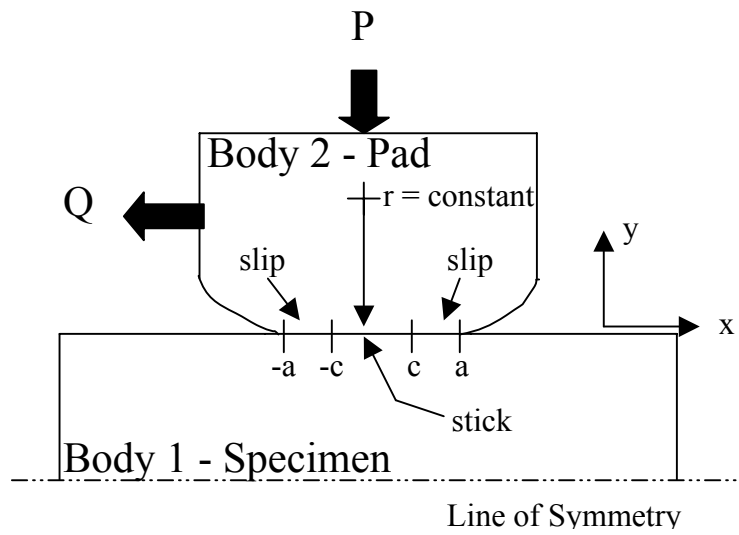 P
Body 2 - Pad
Q
r = constant
y
slip
slip
x
-a
-c
c
a
stick
Body 1 - Specimen
Line of Symmetry